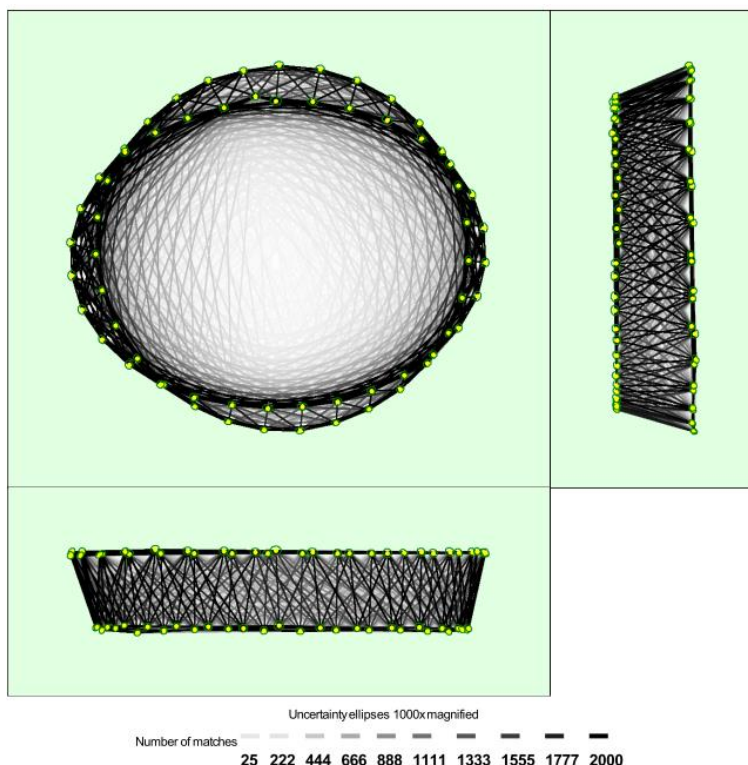 Uncertainty ellipses 1000x magnified
Number of matches
25 222 444 666 888 1111 1333 1555 1777 2000